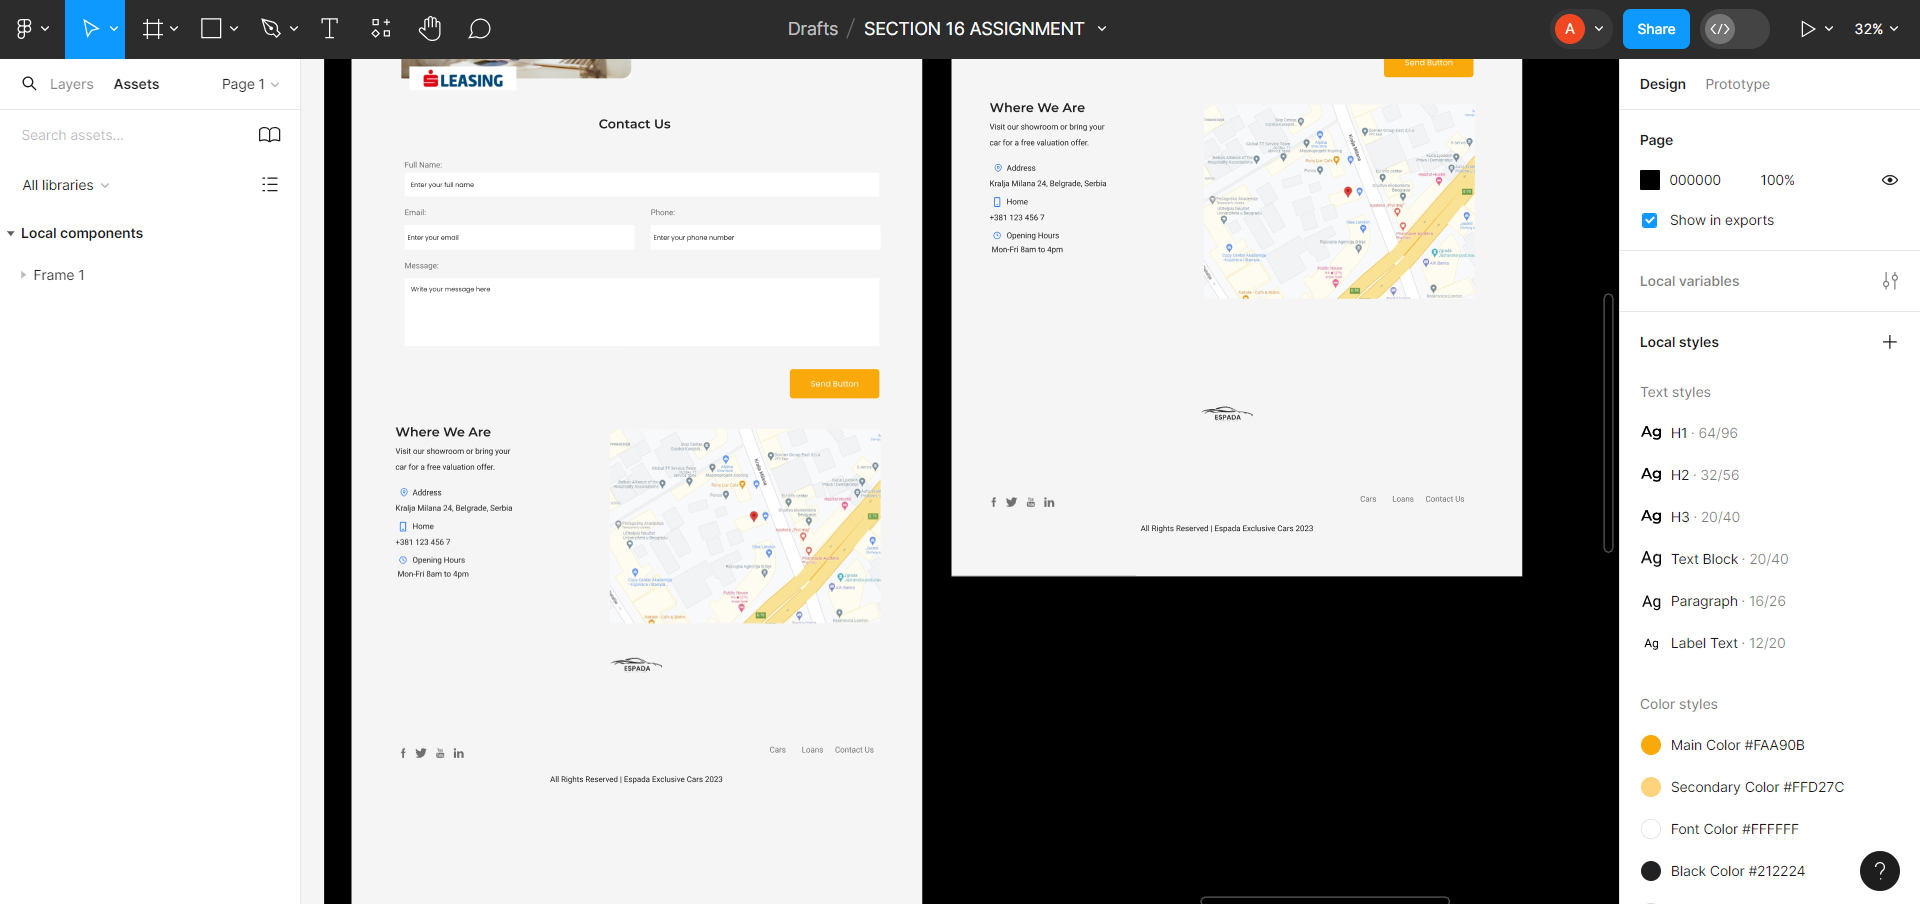 Drafts / SECTION 16 ASSIGNMENT
A
Share
32%
Layers
Assets
Page 1
Search assets...
All libraries
Local components
Frame 1
LEASING
Contact Us
Full Name:
Enter your full name
Email:
Phone:
Enter your email
Enter your phone number
Message:
Write your message here
Send Button
Where We Are
Visit our showroom or bring your
car for a free valuation offer.
Address
Kralja Milana 24, Belgrade, Serbia
Home
+381 123 456 7
Opening Hours
Mon-Fri 8am to 4pm
Kralja Milana
ESPADA
Cars
Loans
Contact Us
All Rights Reserved | Espada Exclusive Cars 2023
Send Button
Where We Are
Visit our showroom or bring your
car for a free valuation offer.
Address
Kralja Milana 24, Belgrade, Serbia
Home
+381 123 456 7
Opening Hours
Mon-Fri 8am to 4pm
Kralja Milana
ESPADA
Cars
Loans
Contact Us
All Rights Reserved | Espada Exclusive Cars 2023
Design
Prototype
Page
000000
100%
Show in exports
Local variables
Local styles
Text styles
Ag H1 · 64/96
Ag H2 · 32/56
Ag H3 · 20/40
Ag Text Block · 20/40
Ag Paragraph · 16/26
Ag Label Text · 12/20
Color styles
Main Color #FAA90B
Secondary Color #FFD27C
Font Color #FFFFFF
Black Color #212224
?